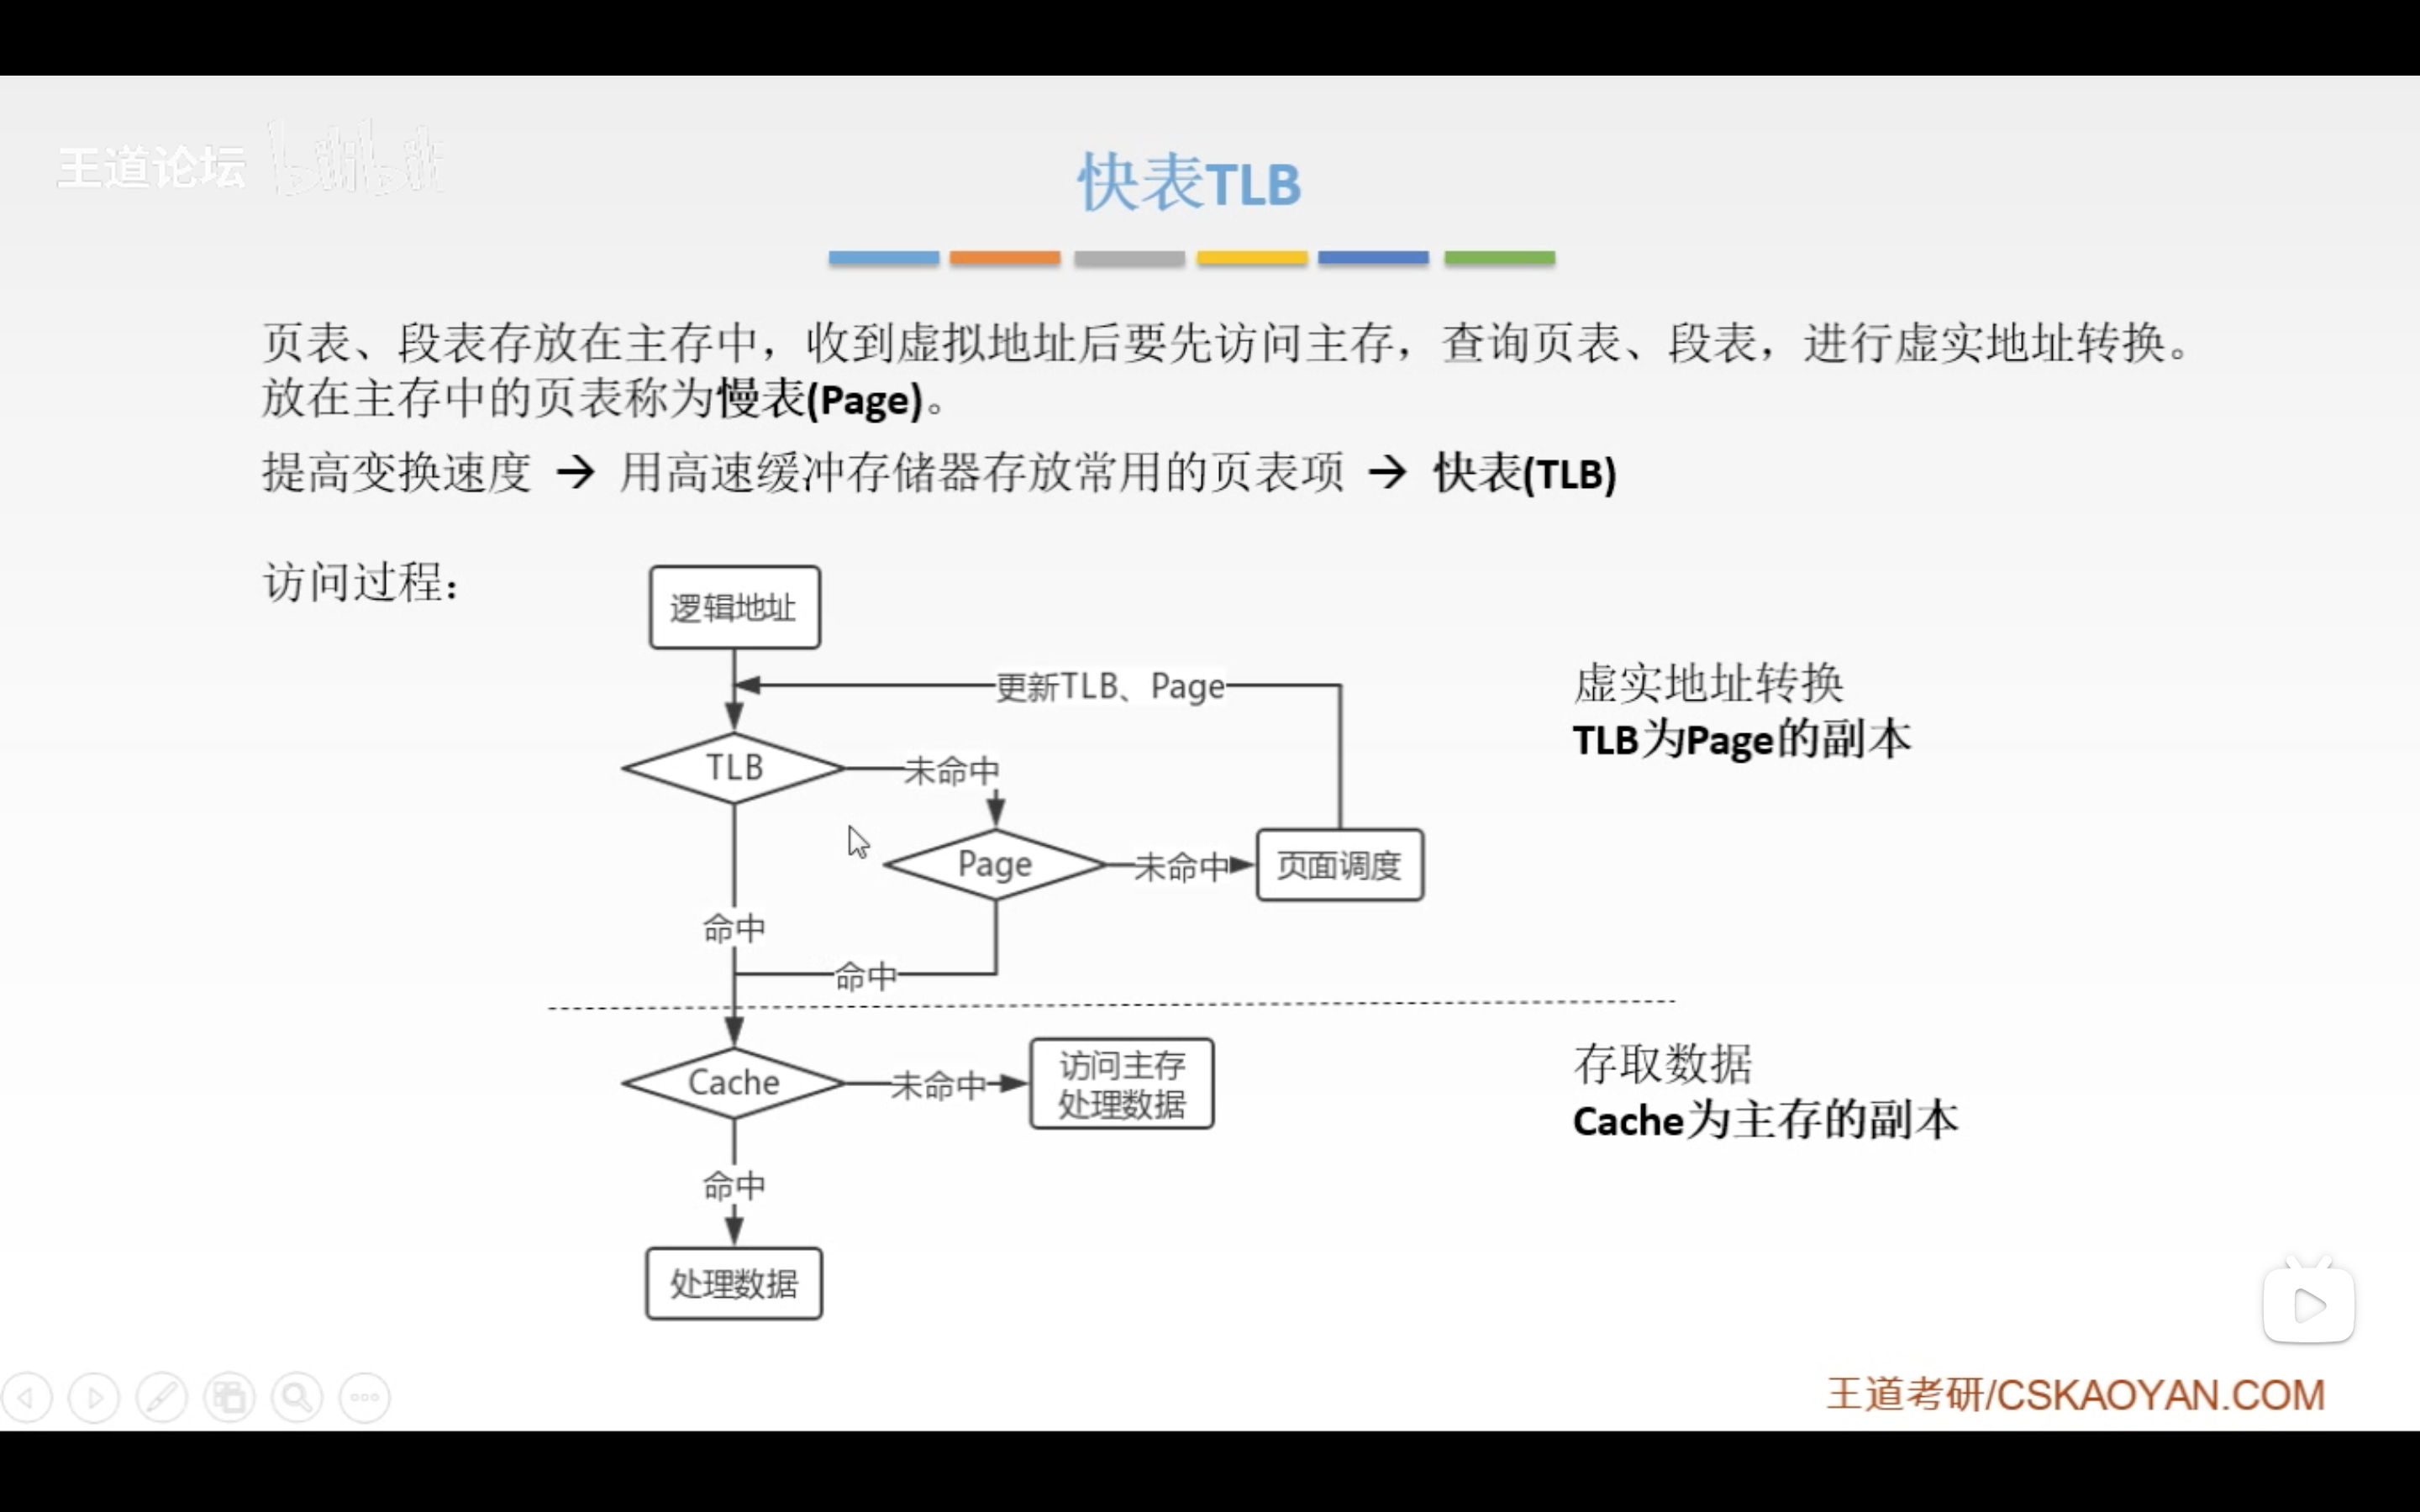 王道论坛 bilibili
快表TLB
页表、段表存放在主存中，收到虚拟地址后要先访问主存，查询页表、段表，进行虚实地址转换。
放在主存中的页表称为慢表(Page)。
提高变换速度 → 用高速缓冲存储器存放常用的页表项 → 快表(TLB)
访问过程：
逻辑地址
更新TLB、Page
虚实地址转换
TLB为Page的副本
TLB
未命中
Page
未命中
页面调度
命中
命中
Cache
未命中
访问主存
处理数据
存取数据
Cache为主存的副本
命中
处理数据
王道考研/CSKAOYAN.COM